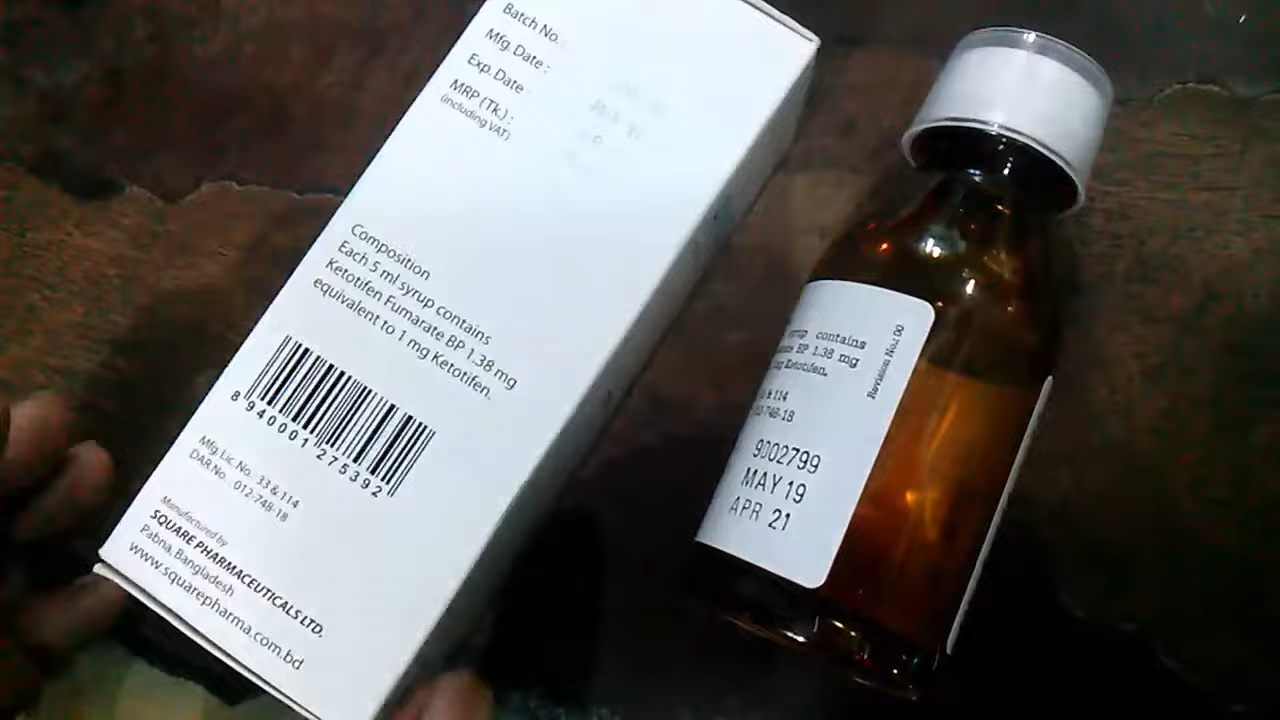 Batch No. :
Mfg. Date :
Exp. Date
MRP (Tk.) :
(including VAT)
Composition
Each 5 ml syrup contains
Ketotifen Fumarate BP 1.38 mg
equivalent to 1 mg Ketotifen.
8 940001 275392
Mfg. Lic. No. : 33 & 114
DAR No. : 012-748-18
Manufactured by
SQUARE PHARMACEUTICALS LTD.
Pabna, Bangladesh
www.squarepharma.com.bd
syrup contains
BP 1.38 mg
Ketotifen.
& 114
-748-18
Revision No.: 00
9002799
MAY 19
APR 21